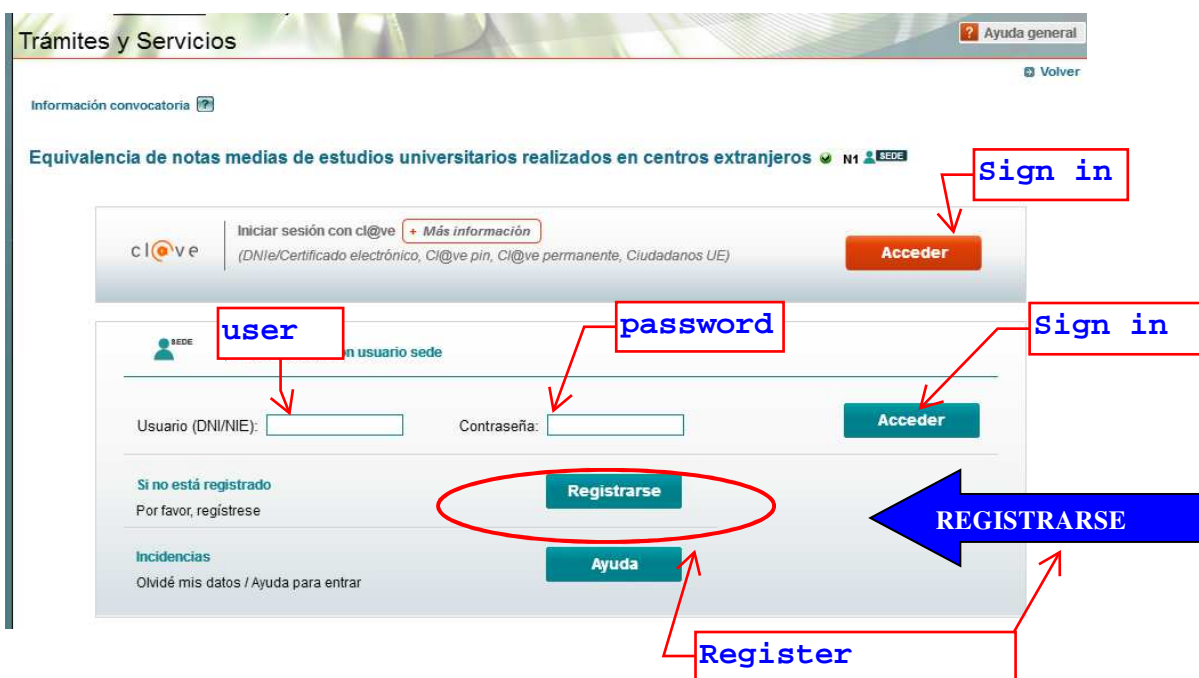 Trámites y Servicios
? Ayuda general
Volver
Información convocatoria ?
Equivalencia de notas medias de estudios universitarios realizados en centros extranjeros N1 SEDE
Sign in
cl@ve
Iniciar sesión con cl@ve + Más información
(DNIe/Certificado electrónico, Cl@ve pin, Cl@ve permanente, Ciudadanos UE)
Acceder
user
password
Sign in
SEDE
usuario sede
Usuario (DNI/NIE):
Contraseña:
Acceder
Si no está registrado
Por favor, regístrese
Registrarse
REGISTRARSE
Incidencias
Olvidé mis datos / Ayuda para entrar
Ayuda
Register